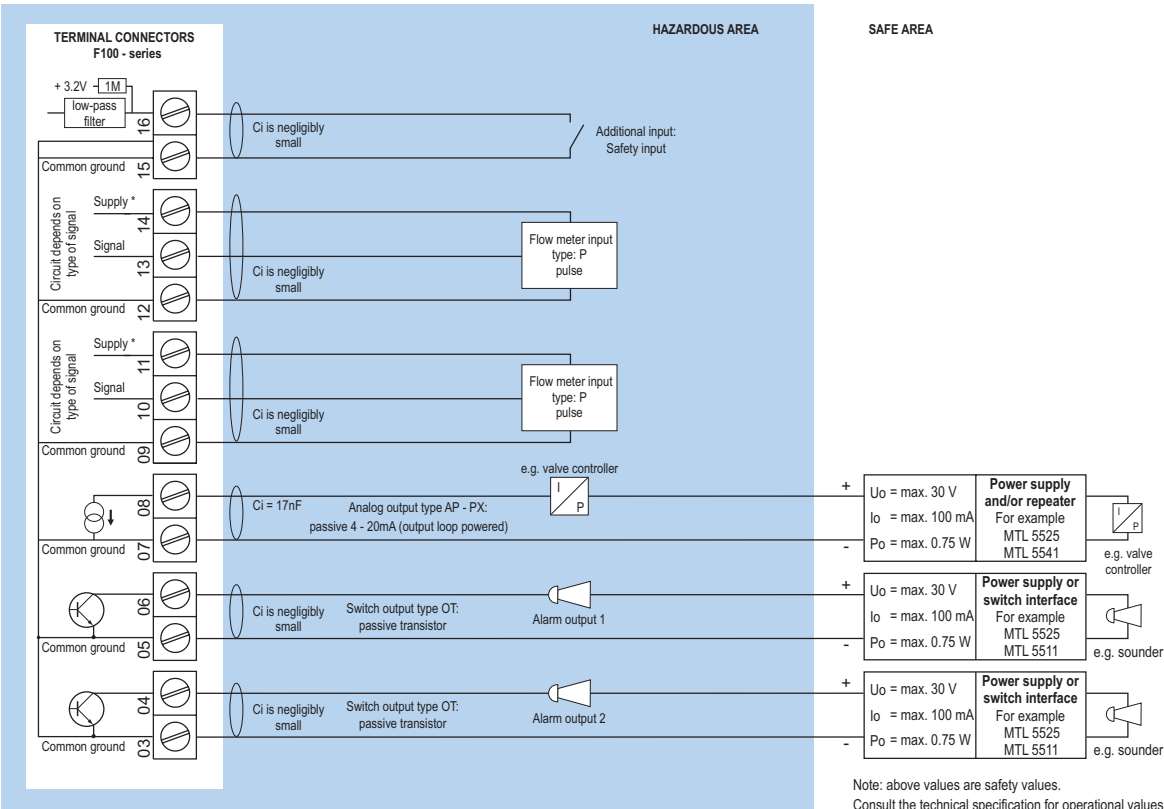 HAZARDOUS AREA
SAFE AREA
TERMINAL CONNECTORS
F100 - series
+ 3.2V
1M
low-pass
filter
16
Ci is negligibly
small
Additional input:
Safety input
Common ground
15
Circuit depends on
type of signal
Supply *
14
Signal
13
Flow meter input
type: P
pulse
Ci is negligibly
small
Common ground
12
Circuit depends on
type of signal
Supply *
11
Signal
10
Flow meter input
type: P
pulse
Ci is negligibly
small
Common ground
09
e.g. valve controller
I
P
08
Ci = 17nF
Analog output type AP - PX:
passive 4 - 20mA (output loop powered)
Common ground
07
+
-
Uo = max. 30 V
Io = max. 100 mA
Po = max. 0.75 W
Power supply
and/or repeater
For example
MTL 5525
MTL 5541
I
P
e.g. valve
controller
06
Ci is negligibly
small
Switch output type OT:
passive transistor
Alarm output 1
Common ground
05
+
-
Uo = max. 30 V
Io = max. 100 mA
Po = max. 0.75 W
Power supply or
switch interface
For example
MTL 5525
MTL 5511
e.g. sounder
04
Ci is negligibly
small
Switch output type OT:
passive transistor
Alarm output 2
Common ground
03
+
-
Uo = max. 30 V
Io = max. 100 mA
Po = max. 0.75 W
Power supply or
switch interface
For example
MTL 5525
MTL 5511
e.g. sounder
Note: above values are safety values.
Consult the technical specification for operational values